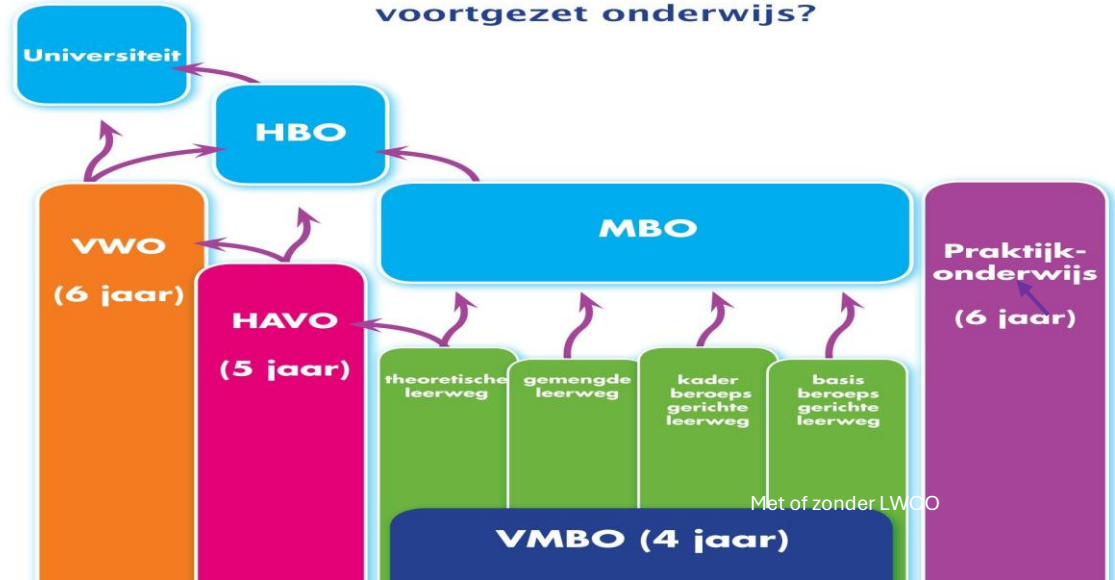 voortgezet onderwijs?
Universiteit
HBO
MBO
VWO
(6 jaar)
HAVO
(5 jaar)
theoretische
leerweg
gemengde
leerweg
kader
beroeps
gerichte
leerweg
basis
beroeps
gerichte
leerweg
Praktijk-
onderwijs
(6 jaar)
Met of zonder LWOO
VMBO (4 jaar)